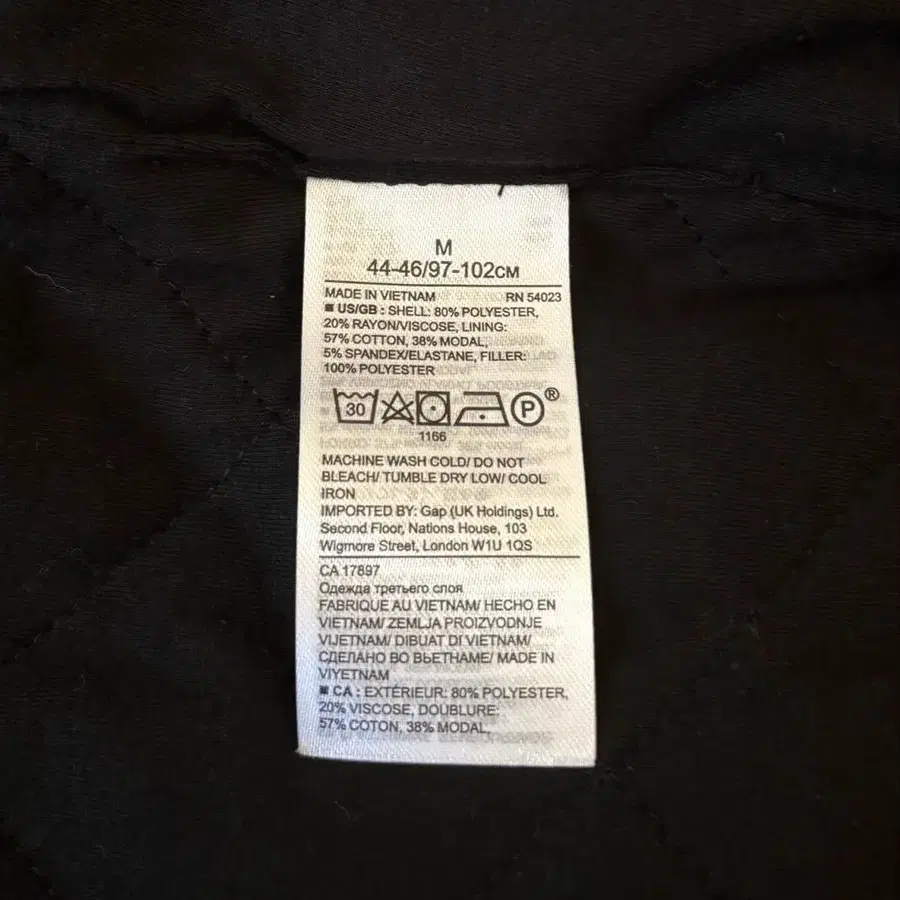 M
44-46/97-102СМ
MADE IN VIETNAM RN 54023
■ US/GB : SHELL: 80% POLYESTER,
20% RAYON/VISCOSE, LINING:
57% COTTON, 38% MODAL,
5% SPANDEX/ELASTANE, FILLER:
100% POLYESTER
30 P ®
1166
MACHINE WASH COLD/ DO NOT
BLEACH/ TUMBLE DRY LOW/ COOL
IRON
IMPORTED BY: Gap (UK Holdings) Ltd.
Second Floor, Nations House, 103
Wigmore Street, London W1U 1QS
CA 17897
Одежда третьего слоя
FABRIQUE AU VIETNAM/ HECHO EN
VIETNAM/ ZEMLJA PROIZVODNJE
VIJETNAM/ DIBUAT DI VIETNAM/
СДЕЛАНО ВО ВЬЕТНАМЕ/ MADE IN
VIYETNAM
■ CA : EXTÉRIEUR: 80% POLYESTER,
20% VISCOSE, DOUBLURE:
57% COTON, 38% MODAL,